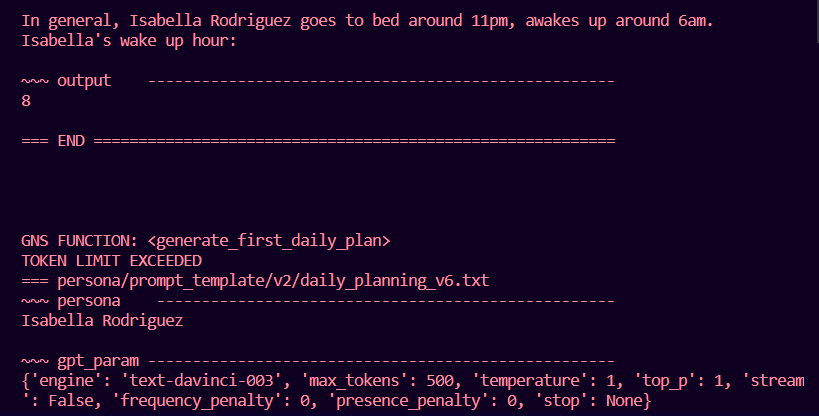 In general, Isabella Rodriguez goes to bed around 11pm, awakes up around 6am.
Isabella's wake up hour:
~~~ output    ----------------------------------------------------
8
=== END ==========================================================
GNS FUNCTION: <generate_first_daily_plan>
TOKEN LIMIT EXCEEDED
=== persona/prompt_template/v2/daily_planning_v6.txt
~~~ persona    ---------------------------------------------------
Isabella Rodriguez
~~~ gpt_param ----------------------------------------------------
{'engine': 'text-davinci-003', 'max_tokens': 500, 'temperature': 1, 'top_p': 1, 'stream
': False, 'frequency_penalty': 0, 'presence_penalty': 0, 'stop': None}